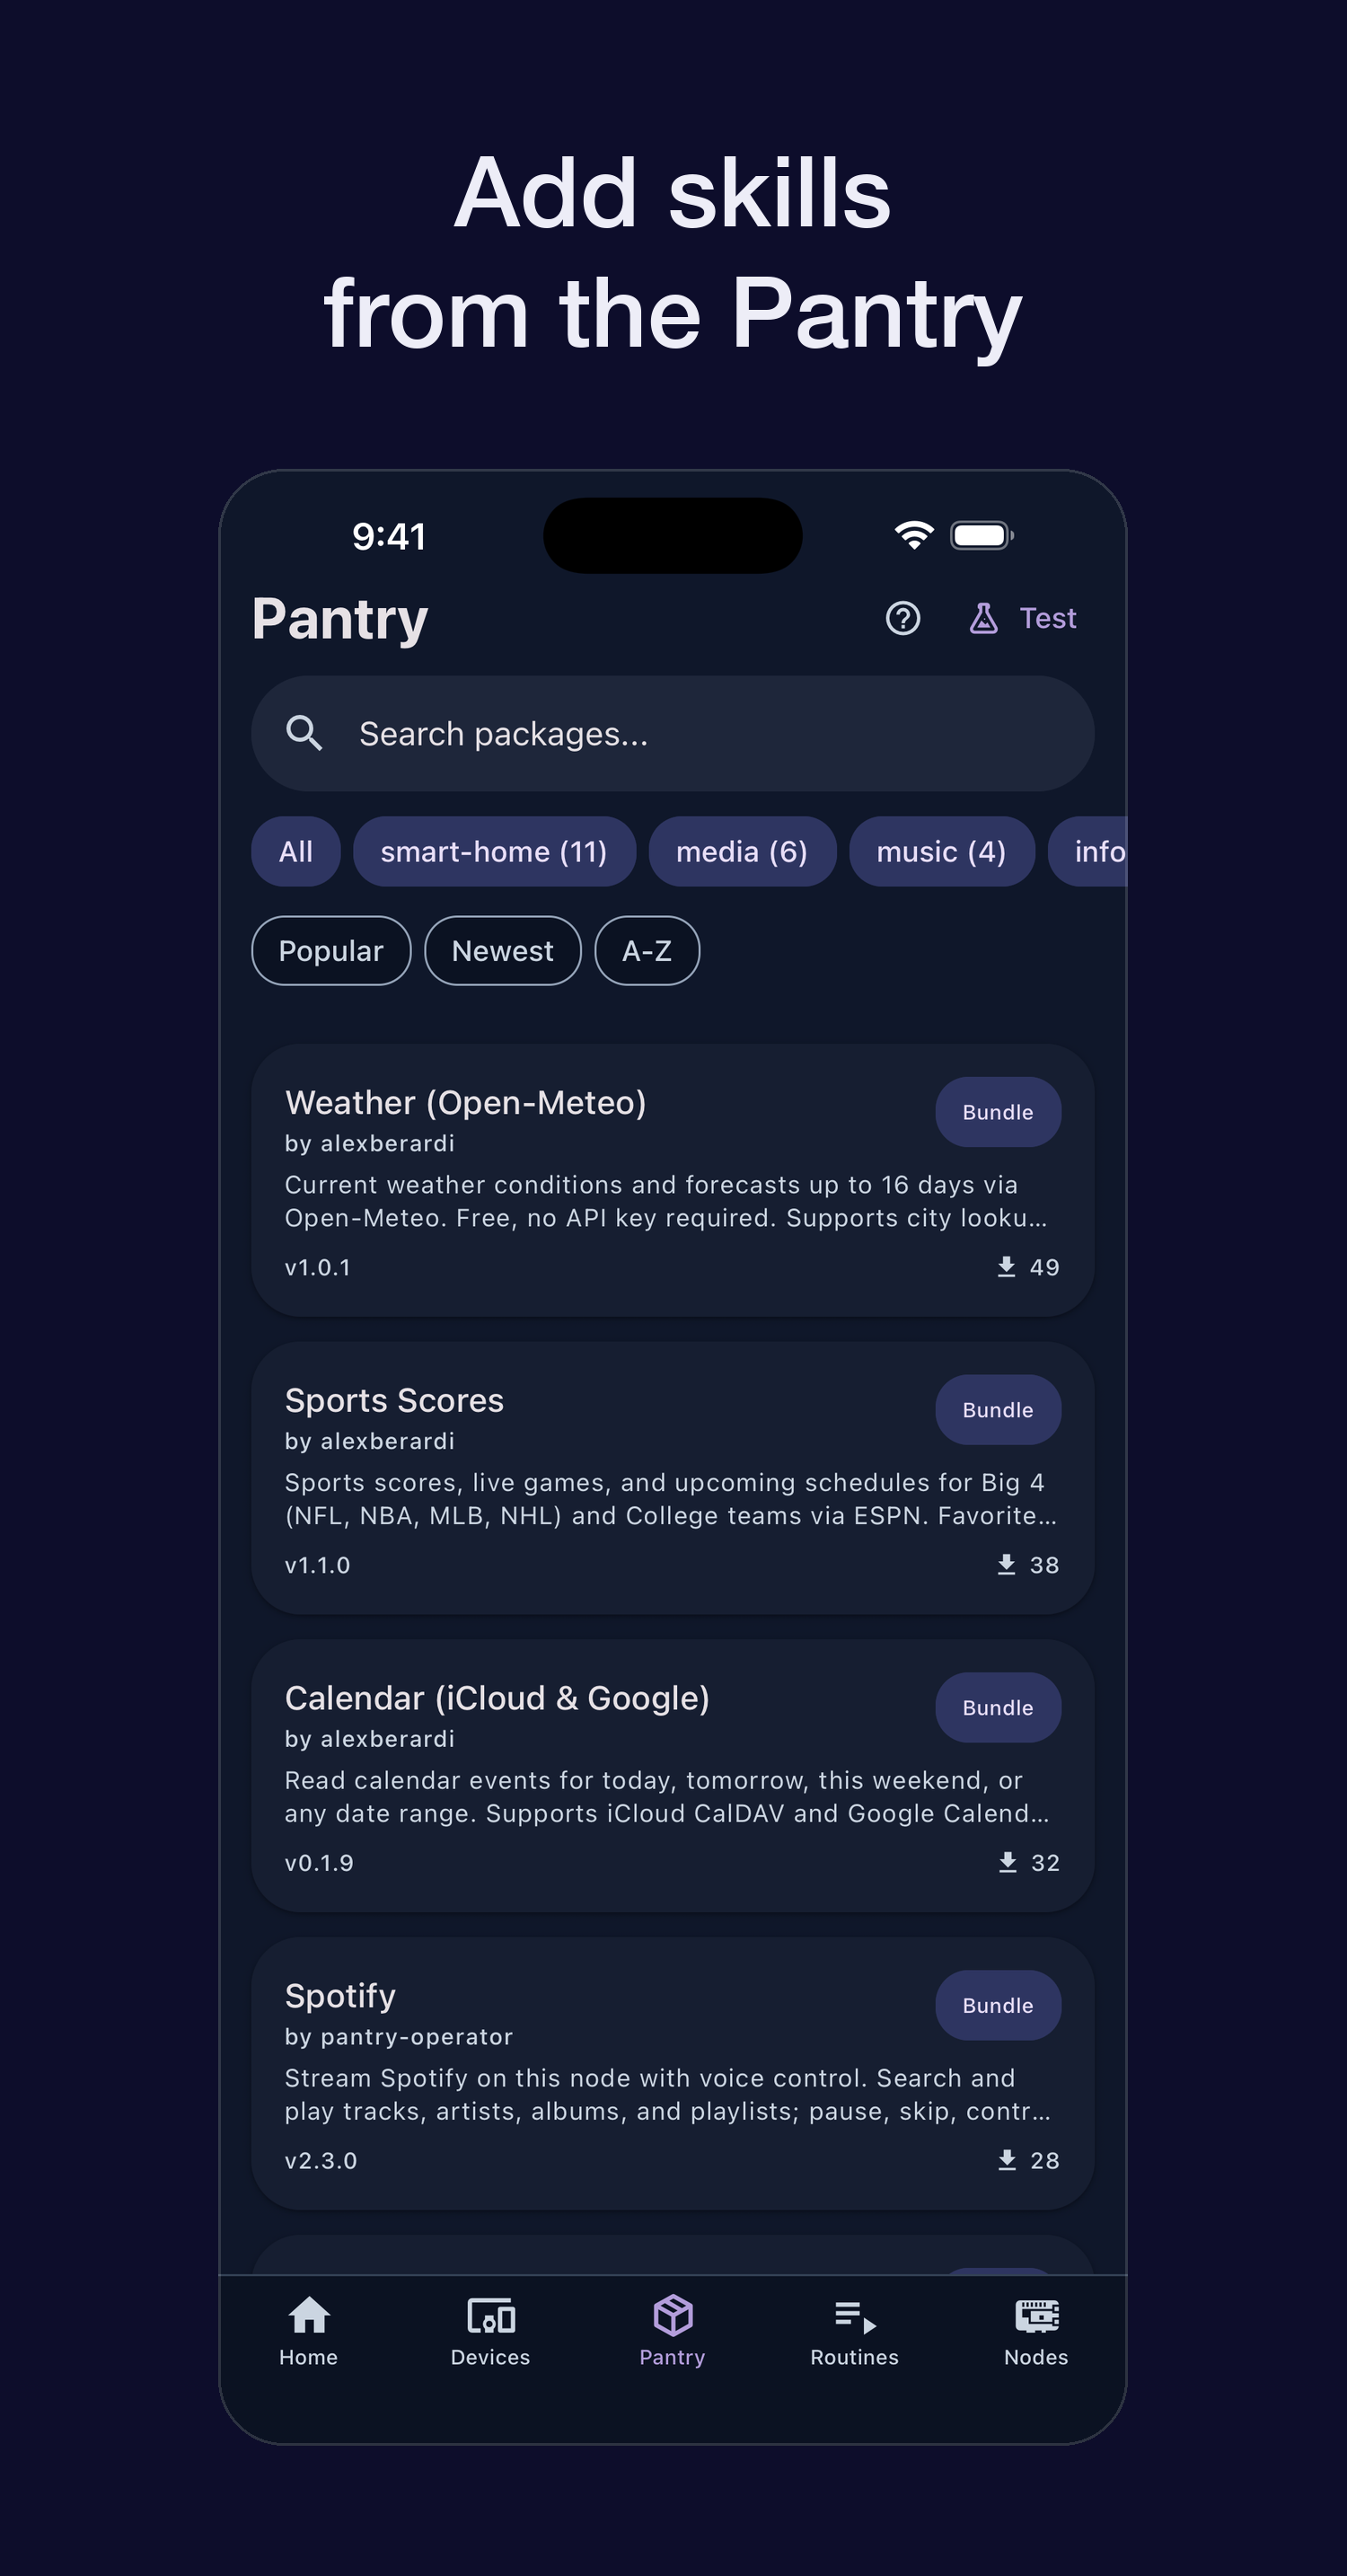 Add skills
from the Pantry
9:41
Pantry
Test
Search packages...
All
smart-home (11)
media (6)
music (4)
info
Popular
Newest
A-Z
Weather (Open-Meteo)
Bundle
by alexberardi
Current weather conditions and forecasts up to 16 days via
Open-Meteo. Free, no API key required. Supports city looku...
v1.0.1
49
Sports Scores
Bundle
by alexberardi
Sports scores, live games, and upcoming schedules for Big 4
(NFL, NBA, MLB, NHL) and College teams via ESPN. Favorite...
v1.1.0
38
Calendar (iCloud & Google)
Bundle
by alexberardi
Read calendar events for today, tomorrow, this weekend, or
any date range. Supports iCloud CalDAV and Google Calend...
v0.1.9
32
Spotify
Bundle
by pantry-operator
Stream Spotify on this node with voice control. Search and
play tracks, artists, albums, and playlists; pause, skip, contr...
v2.3.0
28
Home
Devices
Pantry
Routines
Nodes